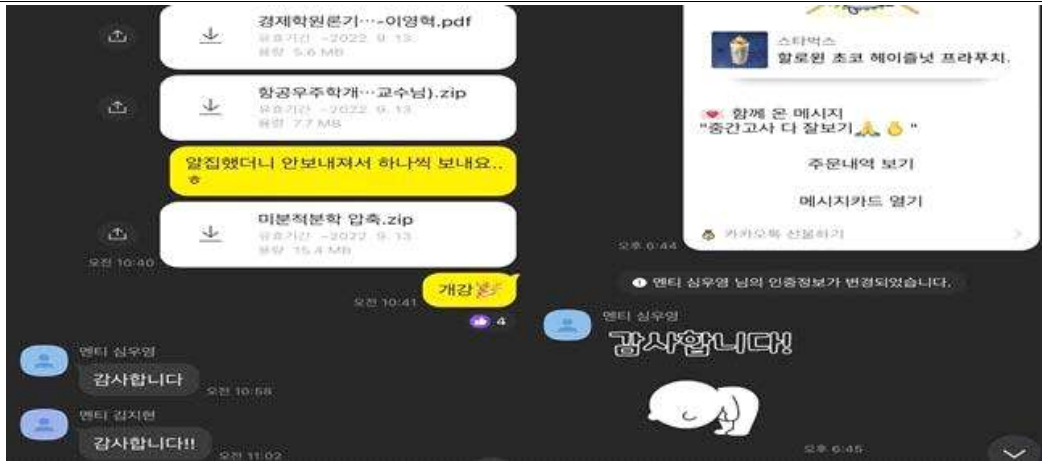 경제학원론기…-이영혁.pdf
유효기간 ~2022. 9. 13.
용량 5.6 MB
항공우주학개…교수님).zip
유효기간 ~2022. 9. 13.
용량 7.7 MB
알집했더니 안보내져서 하나씩 보내요..
ㅎ
미분적분학 압축.zip
유효기간 ~2022. 9. 13.
용량 15.4 MB
오전 10:40
개강🎉
오전 10:41
4
멘티 심우영
감사합니다
오전 10:58
멘티 김지현
감사합니다!!
오전 11:02
스타벅스
할로윈 초코 헤이즐넛 프라푸치.
💌 함께 온 메시지
"중간고사 다 잘보기🙏🫰"
주문내역 보기
메시지카드 열기
카카오톡 선물하기
오후 6:44
멘티 심우영 님의 인증정보가 변경되었습니다.
멘티 심우영
감사합니다!
오후 6:45